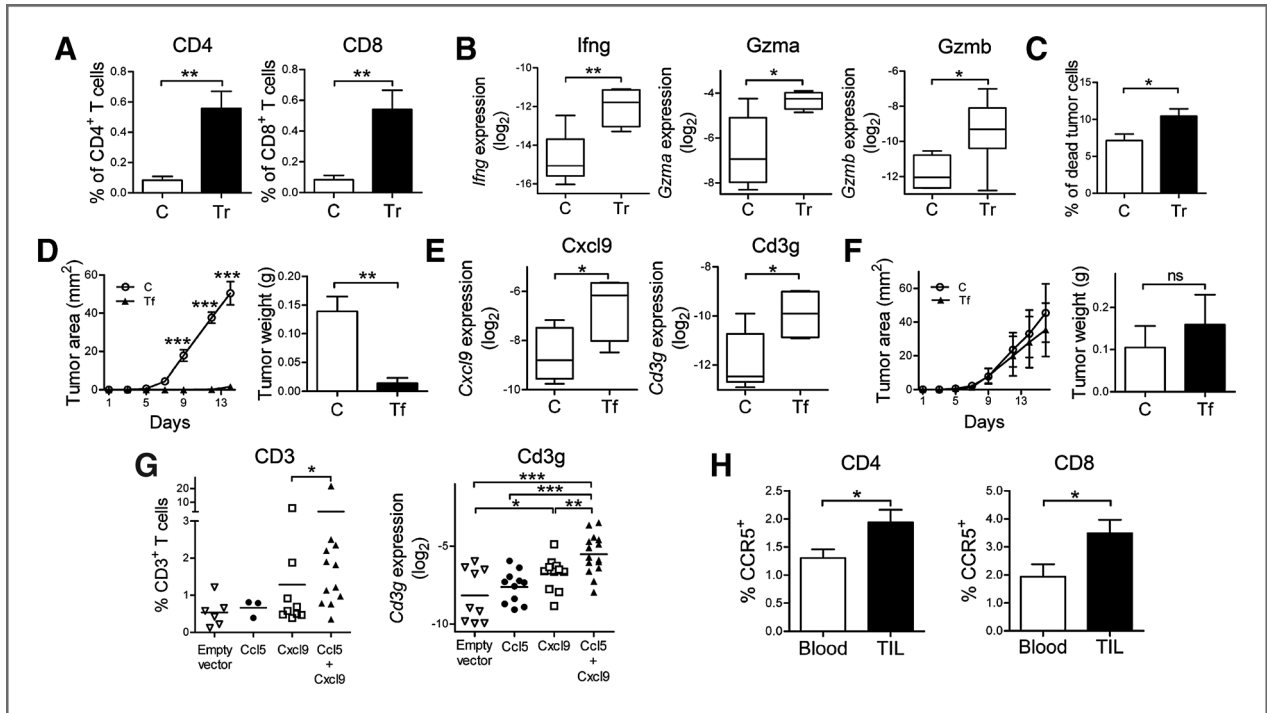 A
CD4
% of CD4+ T cells
0.8
0.6
0.4
0.2
0.0
**
C
Tr
CD8
% of CD8+ T cells
0.8
0.6
0.4
0.2
0.0
**
C
Tr
B
Ifng
Ifng expression
(log2)
-10
-12
-14
-16
**
C
Tr
Gzma
Gzma expression
(log2)
-4
-6
-8
*
C
Tr
Gzmb
Gzmb expression
(log2)
-6
-8
-10
-12
*
C
Tr
C
% of dead tumor cells
15
10
5
0
*
C
Tr
D
Tumor area (mm2)
60
40
20
0
C
Tf
***
***
***
1
5
9
13
Days
Tumor weight (g)
0.20
0.15
0.10
0.05
0.00
**
C
Tf
E
Cxcl9
Cxcl9 expression
(log2)
-6
-8
-10
*
C
Tf
Cd3g
Cd3g expression
(log2)
-8
-10
-12
*
C
Tf
F
Tumor area (mm2)
60
40
20
0
C
Tf
1
5
9
13
Days
Tumor weight (g)
0.2
0.1
0.0
ns
C
Tf
G
CD3
% CD3+ T cells
20
10
3
2
1
0
*
Empty
vector
Ccl5
Cxcl9
Ccl5
+
Cxcl9
Cd3g
Cd3g expression
(log2)
-5
-10
***
***
*
**
Empty
vector
Ccl5
Cxcl9
Ccl5
+
Cxcl9
H
CD4
% CCR5+
2.5
2.0
1.5
1.0
0.5
0.0
*
Blood
TIL
CD8
% CCR5+
5.0
4.0
3.0
2.0
1.0
0.0
*
Blood
TIL